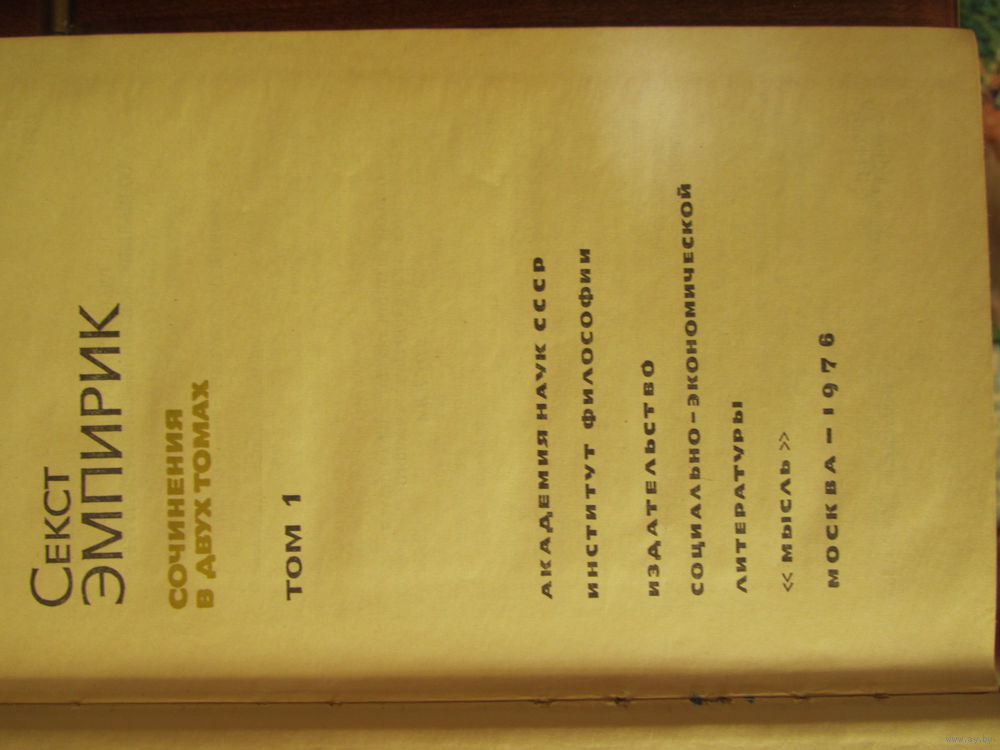 Секст
ЭМПИРИК
СОЧИНЕНИЯ
В ДВУХ ТОМАХ
ТОМ 1
АКАДЕМИЯ НАУК СССР
ИНСТИТУТ ФИЛОСОФИИ
ИЗДАТЕЛЬСТВО
СОЦИАЛЬНО-ЭКОНОМИЧЕСКОЙ
ЛИТЕРАТУРЫ
«МЫСЛЬ»
МОСКВА — 1976